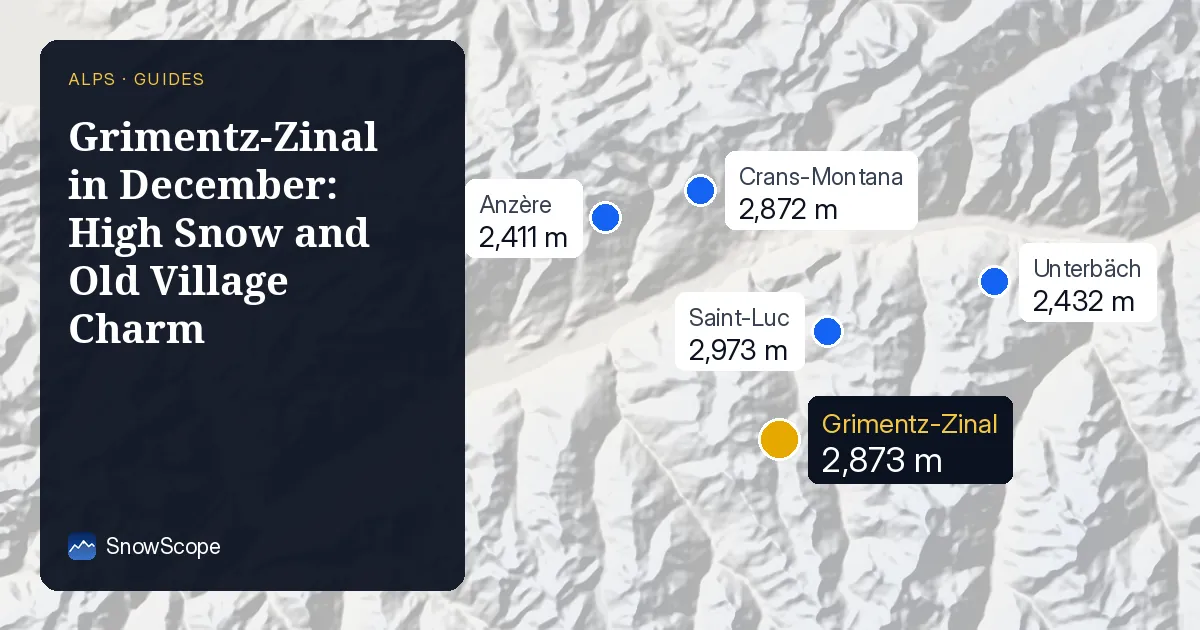 ALPS · GUIDES
Grimentz-Zinal
in December:
High Snow and
Old Village
Charm
SnowScope
Anzère
2,411 m
Crans-Montana
2,872 m
Unterbäch
2,432 m
Saint-Luc
2,973 m
Grimentz-Zinal
2,873 m